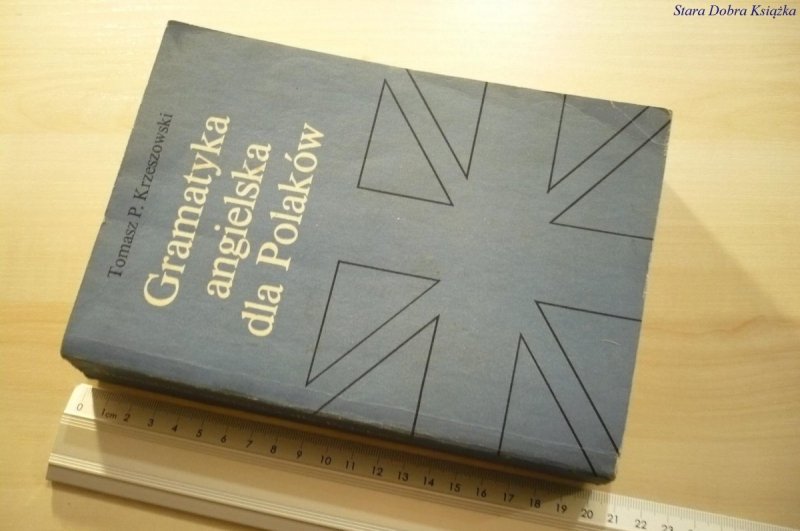 Stara Dobra Książka
Tomasz P. Krzeszowski
Gramatyka
angielska
dla Polaków
0 1cm 2 3 4 5 6 7 8 9 10 11 12 13 14 15 16 17 18 19 20 21 22 23